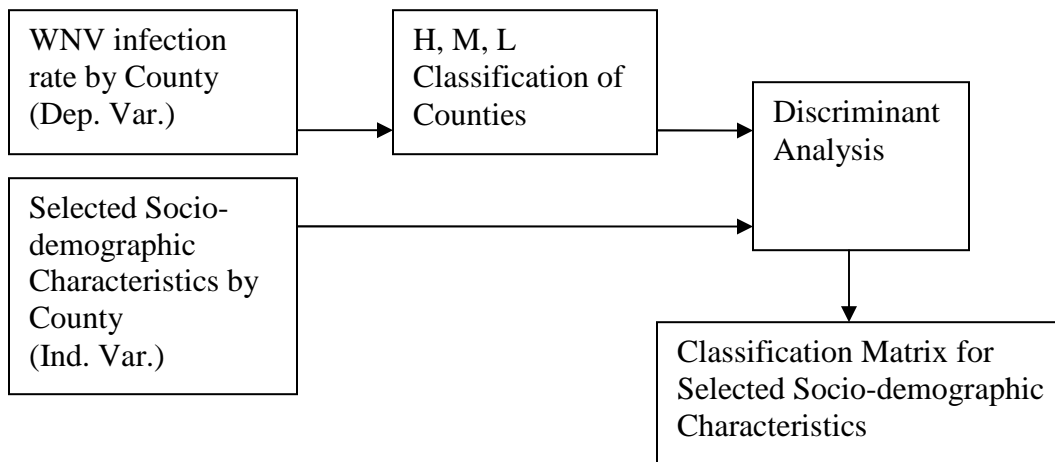 WNV infection
rate by County
(Dep. Var.)
H, M, L
Classification of
Counties
Discriminant
Analysis
Selected Socio-
demographic
Characteristics by
County
(Ind. Var.)
Classification Matrix for
Selected Socio-demographic
Characteristics